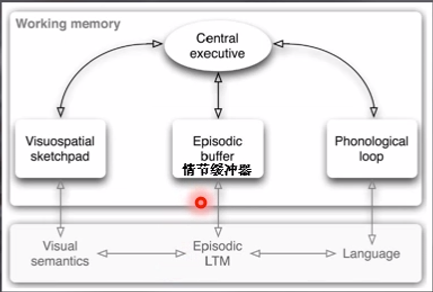 Working memory
Central
executive
Visuospatial
sketchpad
Episodic
buffer
情节缓冲器
Phonological
loop
Visual
semantics
Episodic
LTM
Language